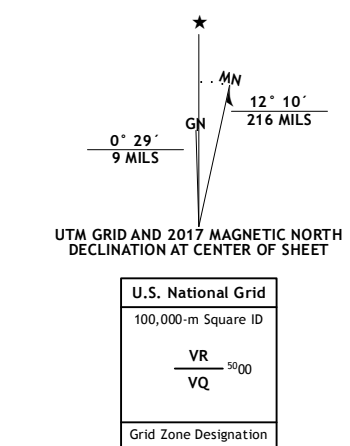 MN
GN
12° 10´
216 MILS
0° 29´
9 MILS
UTM GRID AND 2017 MAGNETIC NORTH
DECLINATION AT CENTER OF SHEET
U.S. National Grid
100,000-m Square ID
VR
5000
VQ
Grid Zone Designation